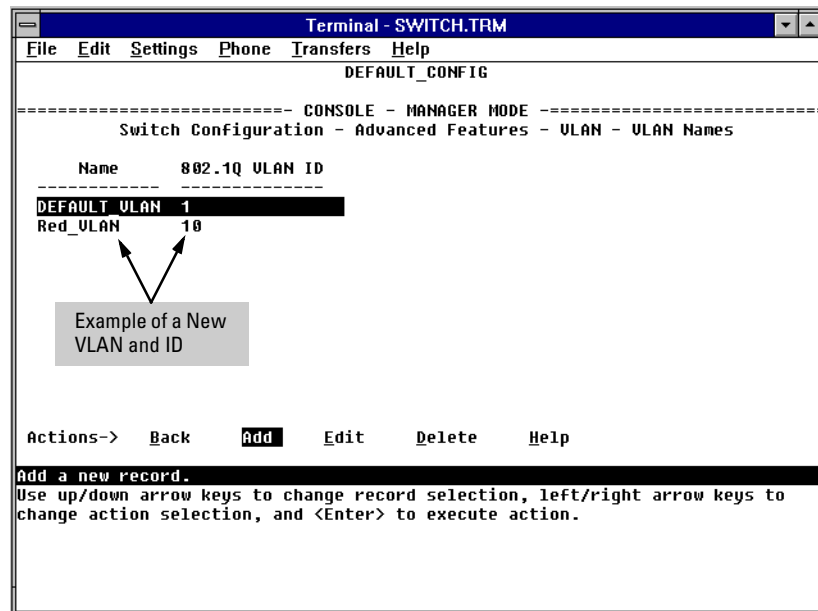 Terminal - SWITCH.TRM
File Edit Settings Phone Transfers Help
DEFAULT_CONFIG
==========================- CONSOLE - MANAGER MODE -==========================
Switch Configuration - Advanced Features - VLAN - VLAN Names
Name 802.1Q VLAN ID
------------ --------------
DEFAULT_VLAN 1
Red_VLAN 10
Example of a New
VLAN and ID
Actions-> Back Add Edit Delete Help
Add a new record.
Use up/down arrow keys to change record selection, left/right arrow keys to
change action selection, and <Enter> to execute action.